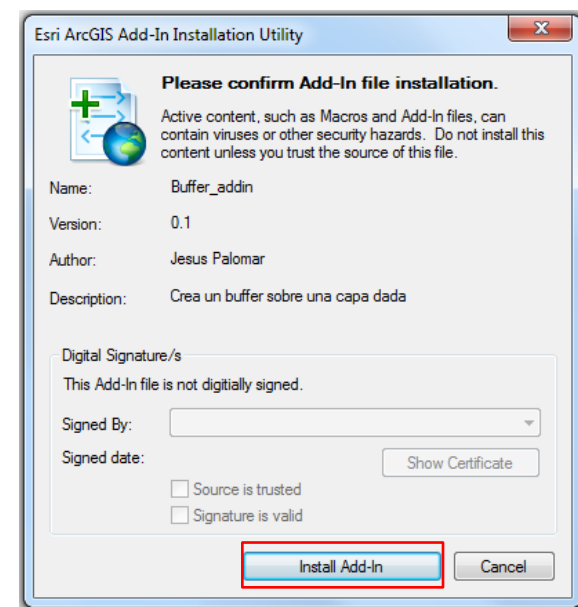 Esri ArcGIS Add-In Installation Utility
Please confirm Add-In file installation.
Active content, such as Macros and Add-In files, can
contain viruses or other security hazards. Do not install this
content unless you trust the source of this file.
Name: Buffer_addin
Version: 0.1
Author: Jesus Palomar
Description: Crea un buffer sobre una capa dada
Digital Signature/s
This Add-In file is not digitially signed.
Signed By:
Signed date: Show Certificate
Source is trusted
Signature is valid
Install Add-In Cancel